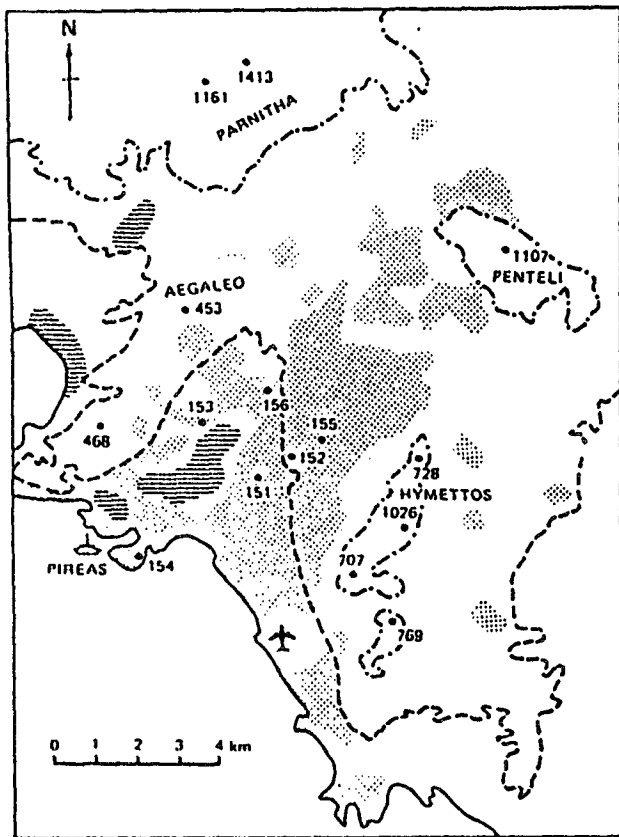 N
1413
1161
PARNITHA
1107
PENTELI
AEGALEO
453
156
153
155
468
152
728
151
HYMETTOS
1026
PIREAS
154
707
769
0 1 2 3 4 km